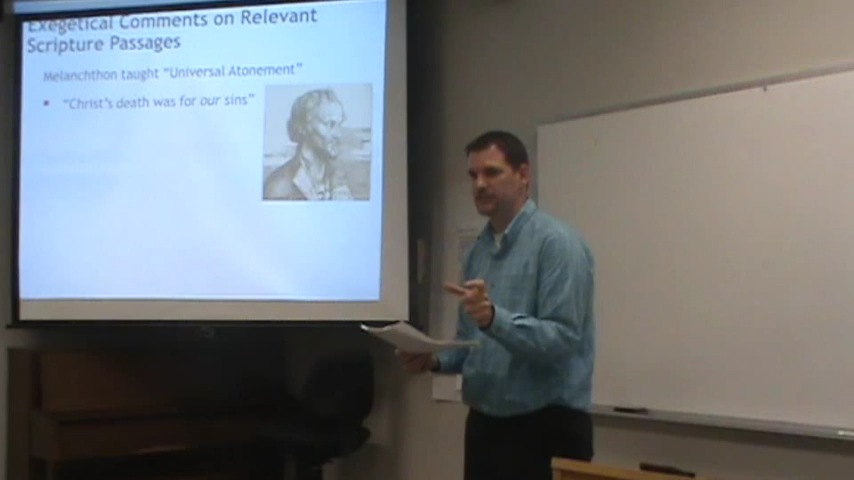 Exegetical Comments on Relevant
Scripture Passages
Melanchthon taught “Universal Atonement”
▪ “Christ’s death was for our sins”